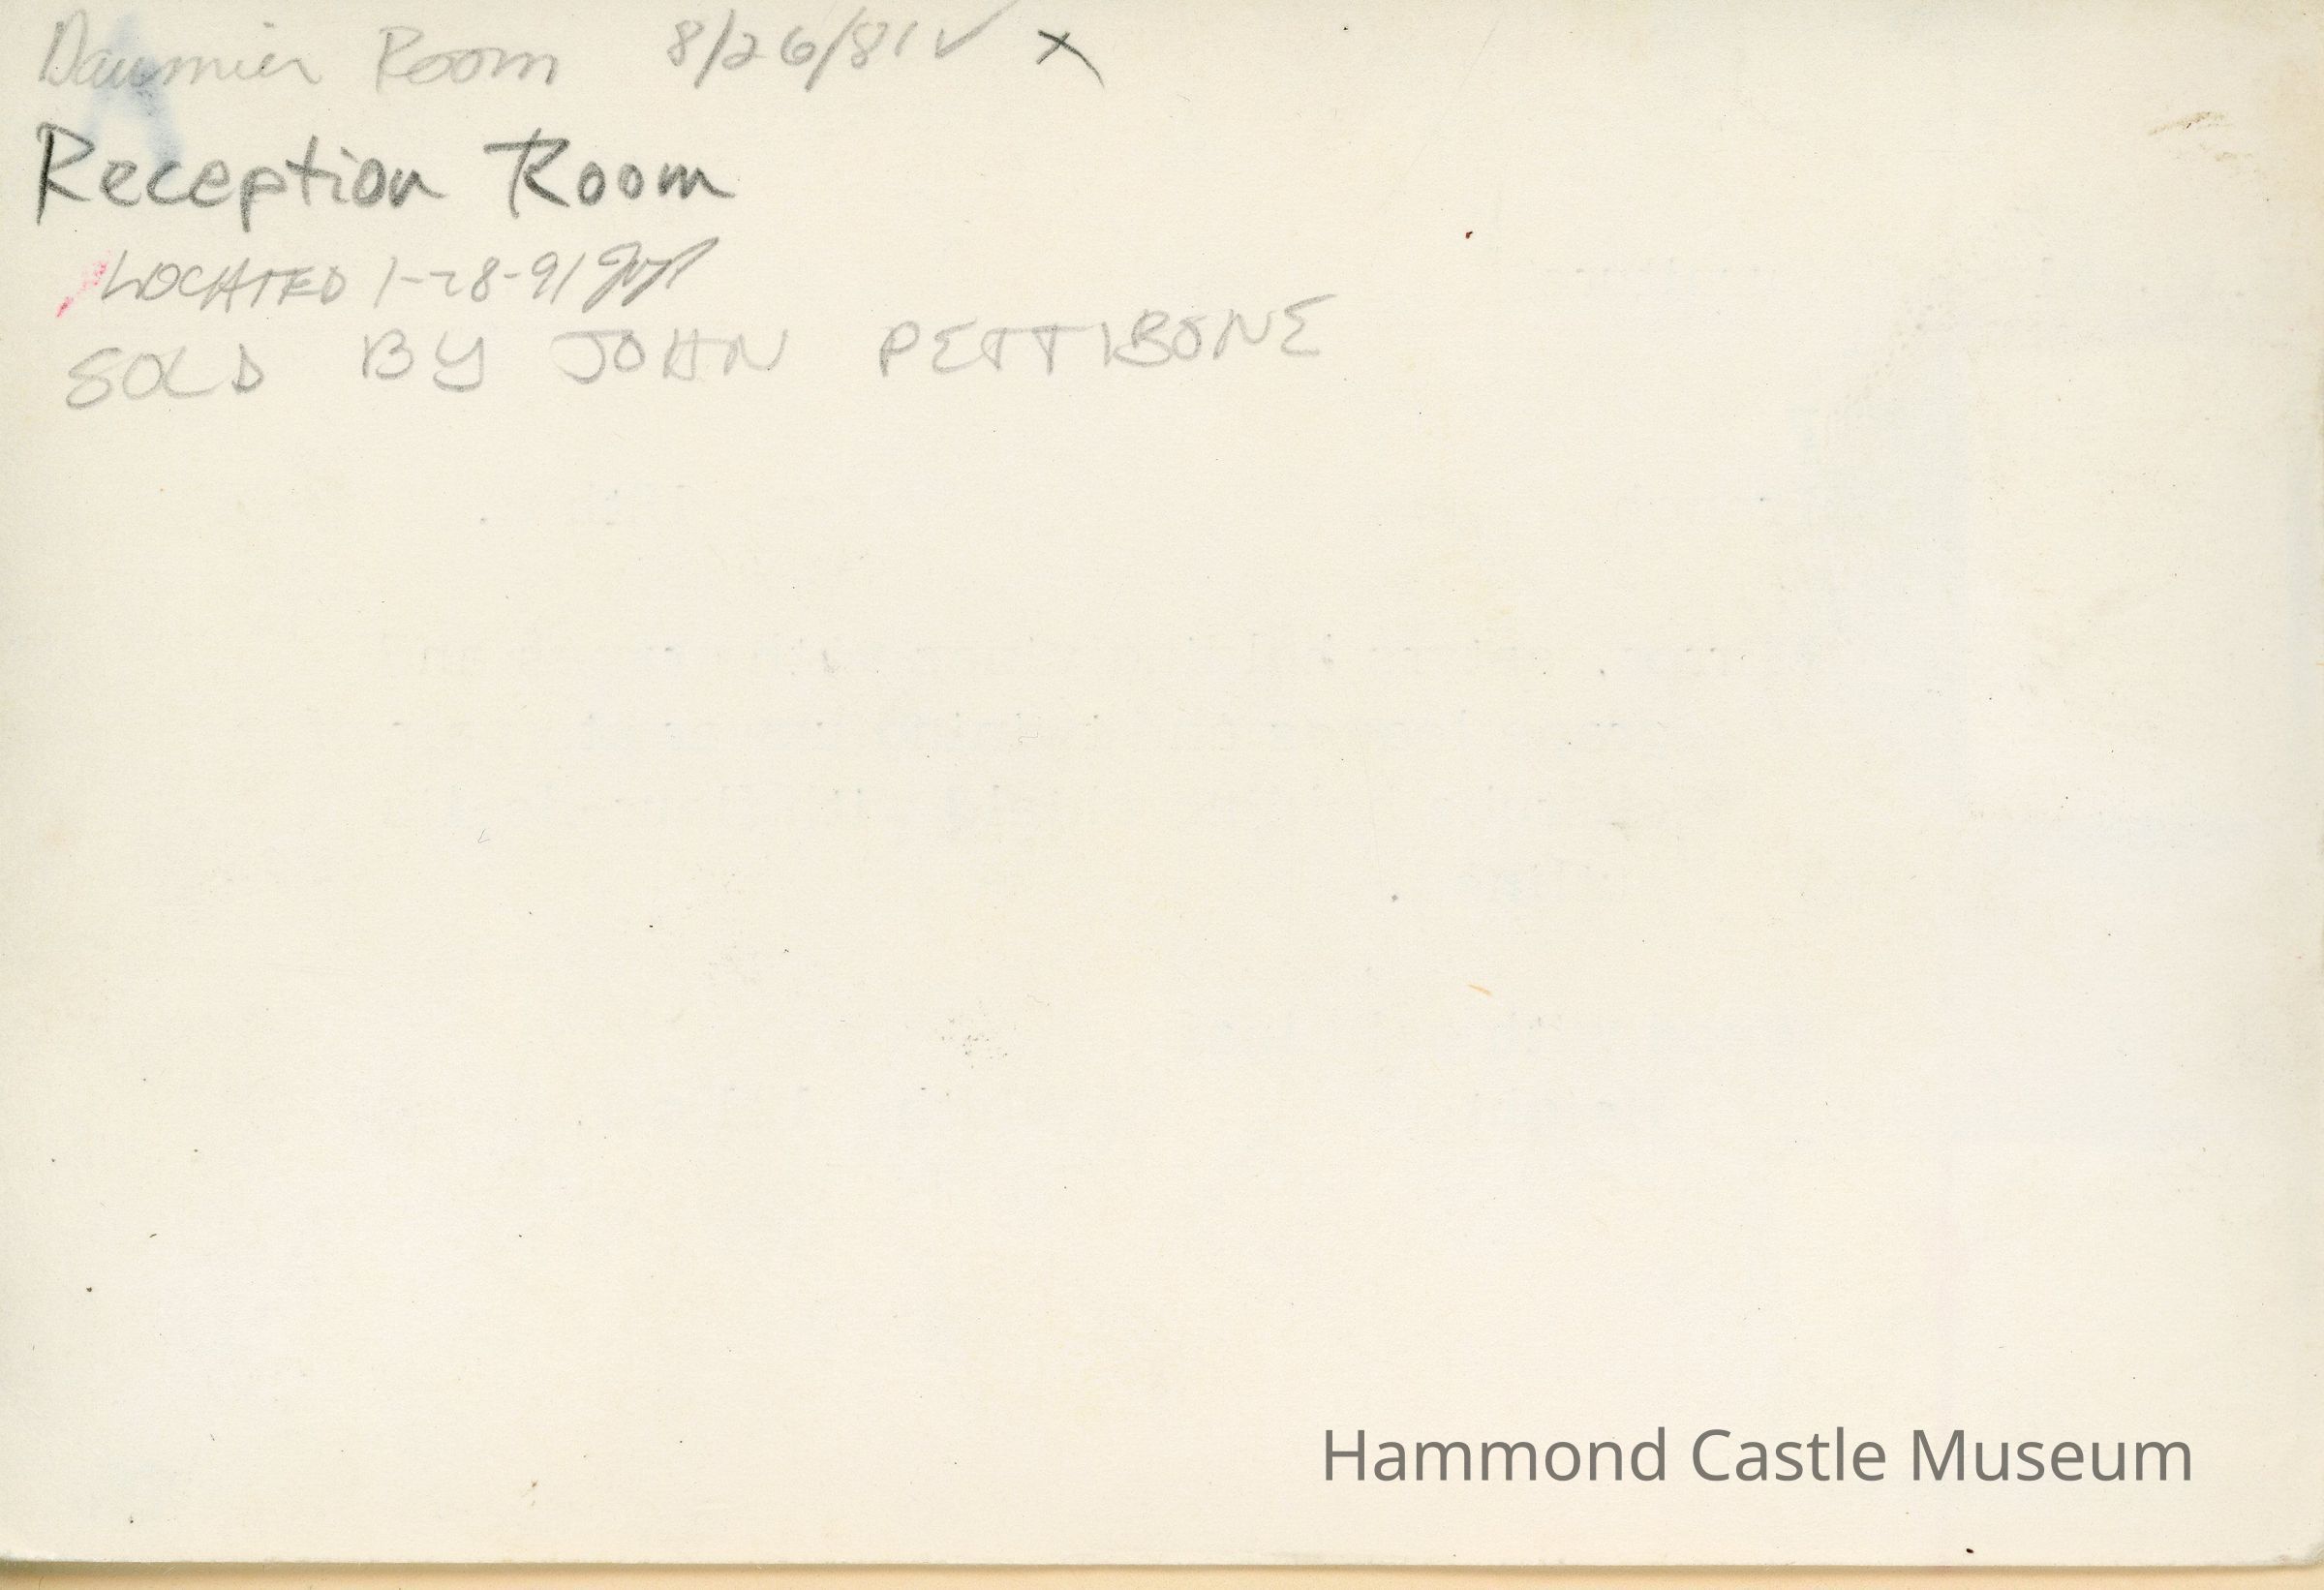 Daumier Room 8/26/81 ✓ x
Reception Room
LOCATED 1-28-91
SOLD BY JOHN PETTIBONE
Hammond Castle Museum